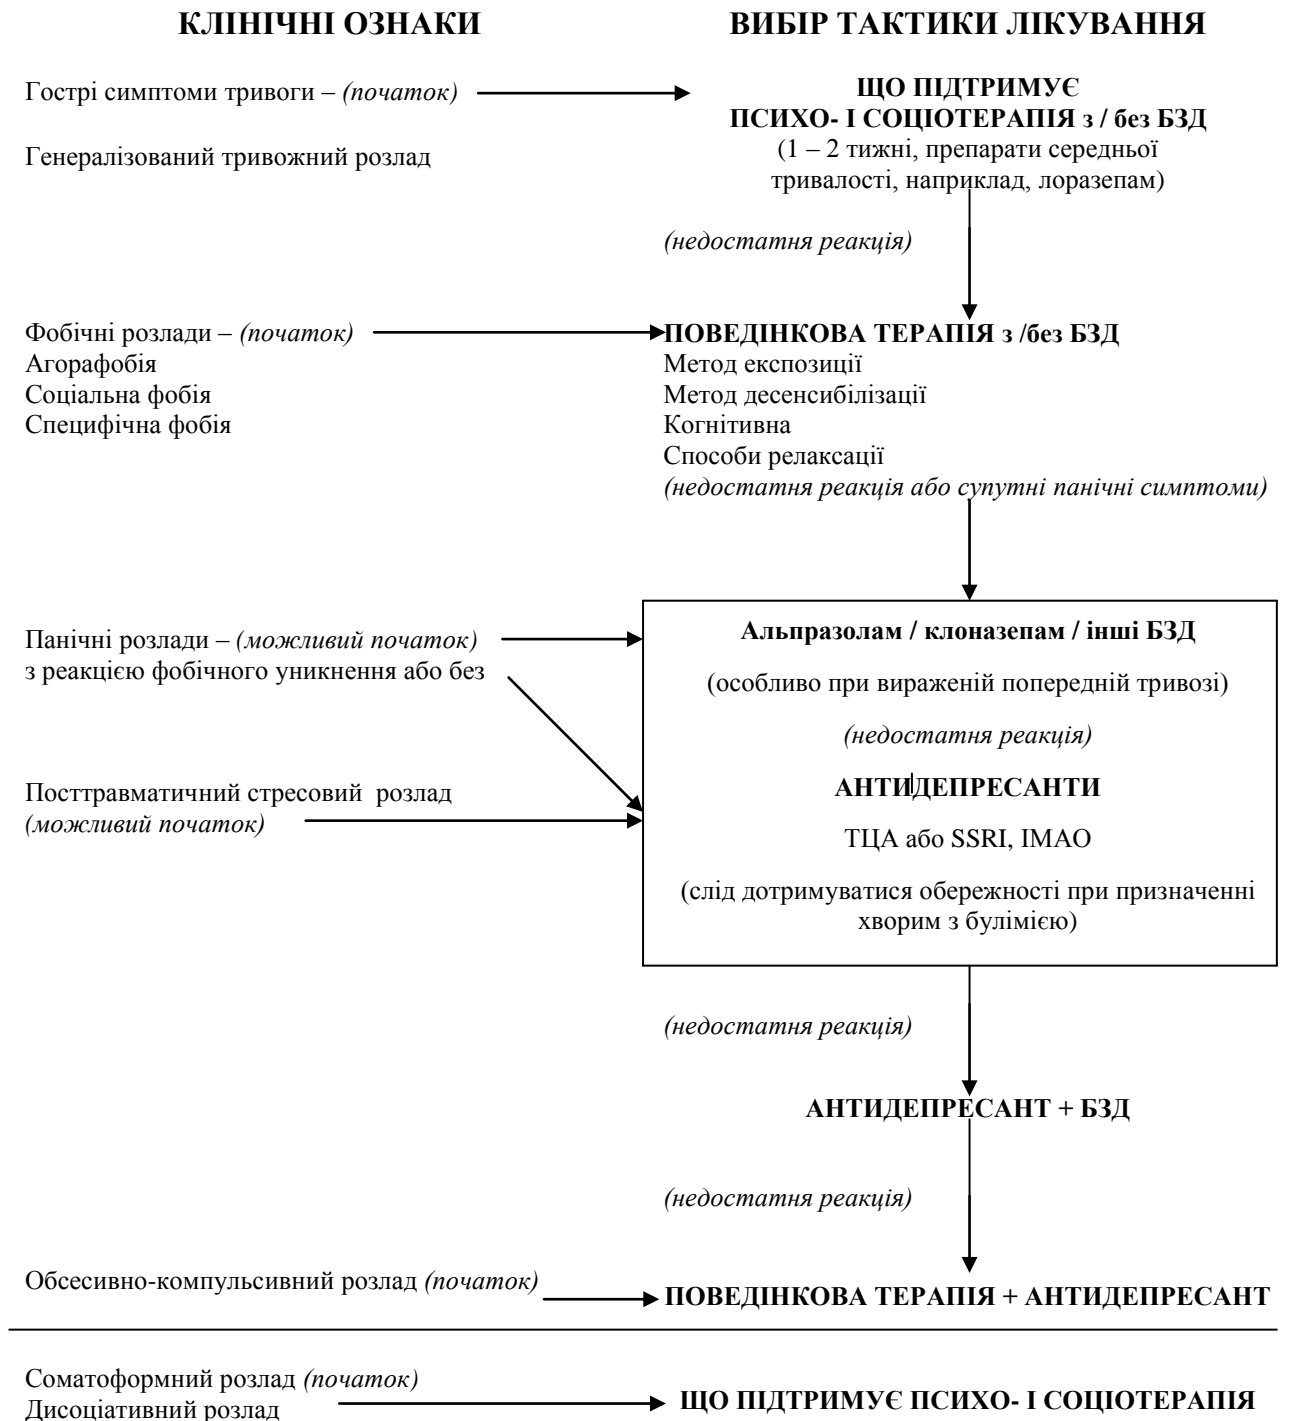 КЛІНІЧНІ ОЗНАКИ
ВИБІР ТАКТИКИ ЛІКУВАННЯ
Гострі симптоми тривоги – (початок)
Генералізований тривожний розлад
ЩО ПІДТРИМУЄ
ПСИХО- І СОЦІОТЕРАПІЯ з / без БЗД
(1 – 2 тижні, препарати середньої
тривалості, наприклад, лоразепам)
(недостатня реакція)
Фобічні розлади – (початок)
Агорафобія
Соціальна фобія
Специфічна фобія
ПОВЕДІНКОВА ТЕРАПІЯ з /без БЗД
Метод експозиції
Метод десенсибілізації
Когнітивна
Способи релаксації
(недостатня реакція або супутні панічні симптоми)
Панічні розлади – (можливий початок)
з реакцією фобічного уникнення або без
Посттравматичний стресовий розлад
(можливий початок)
Альпразолам / клоназепам / інші БЗД
(особливо при вираженій попередній тривозі)
(недостатня реакція)
АНТИДЕПРЕСАНТИ
ТЦА або SSRI, ІМАО
(слід дотримуватися обережності при призначенні
хворим з булімією)
(недостатня реакція)
АНТИДЕПРЕСАНТ + БЗД
(недостатня реакція)
Обсесивно-компульсивний розлад (початок)
ПОВЕДІНКОВА ТЕРАПІЯ + АНТИДЕПРЕСАНТ
Соматоформний розлад (початок)
Дисоціативний розлад
ЩО ПІДТРИМУЄ ПСИХО- І СОЦІОТЕРАПІЯ